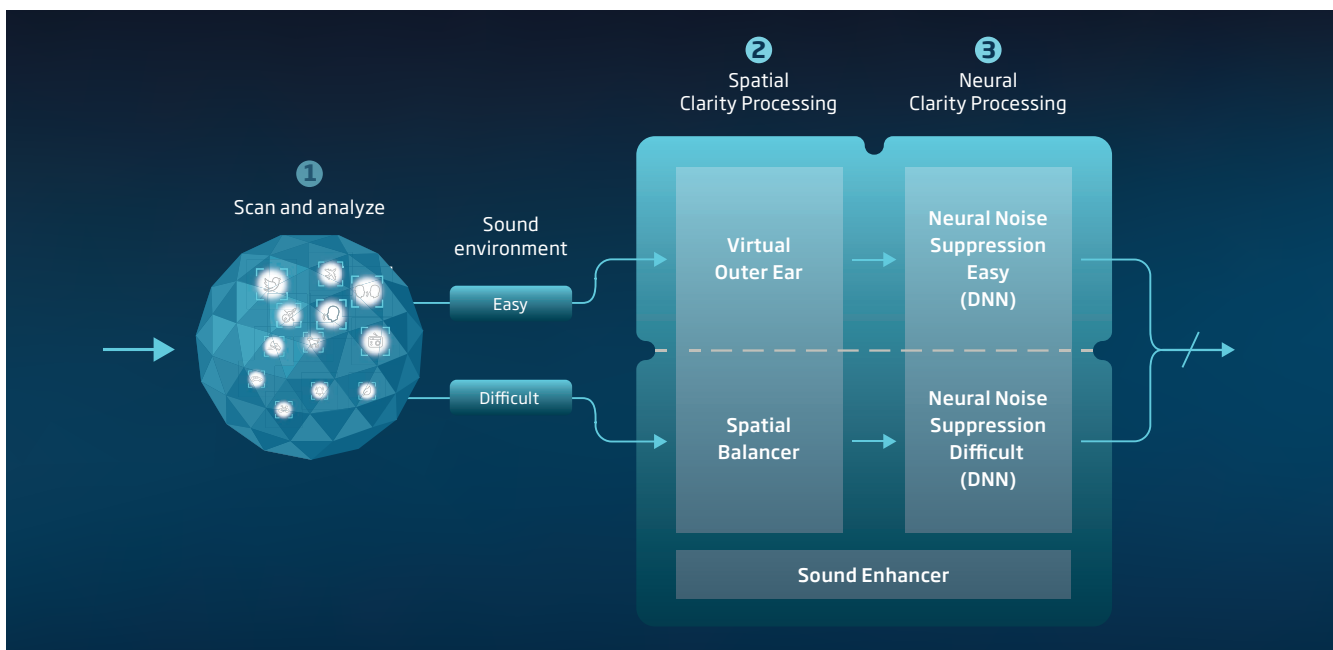 1
Scan and analyze
Sound
environment
Easy
Difficult
2
Spatial
Clarity Processing
3
Neural
Clarity Processing
Virtual
Outer Ear
Neural Noise
Suppression
Easy
(DNN)
Spatial
Balancer
Neural Noise
Suppression
Difficult
(DNN)
Sound Enhancer